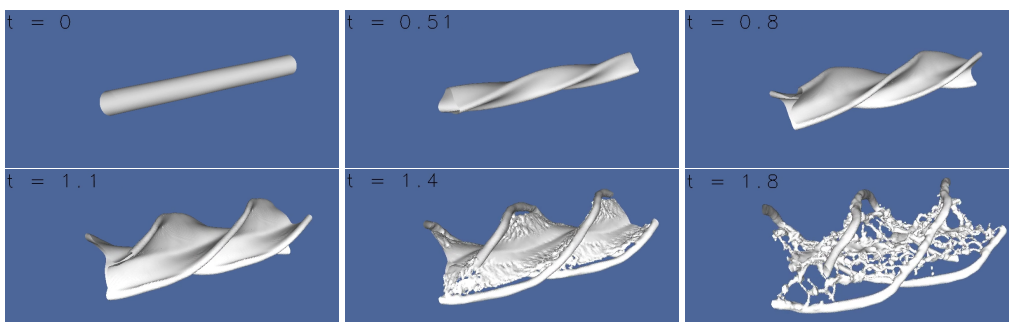 t = 0
t = 0.51
t = 0.8
t = 1.1
t = 1.4
t = 1.8